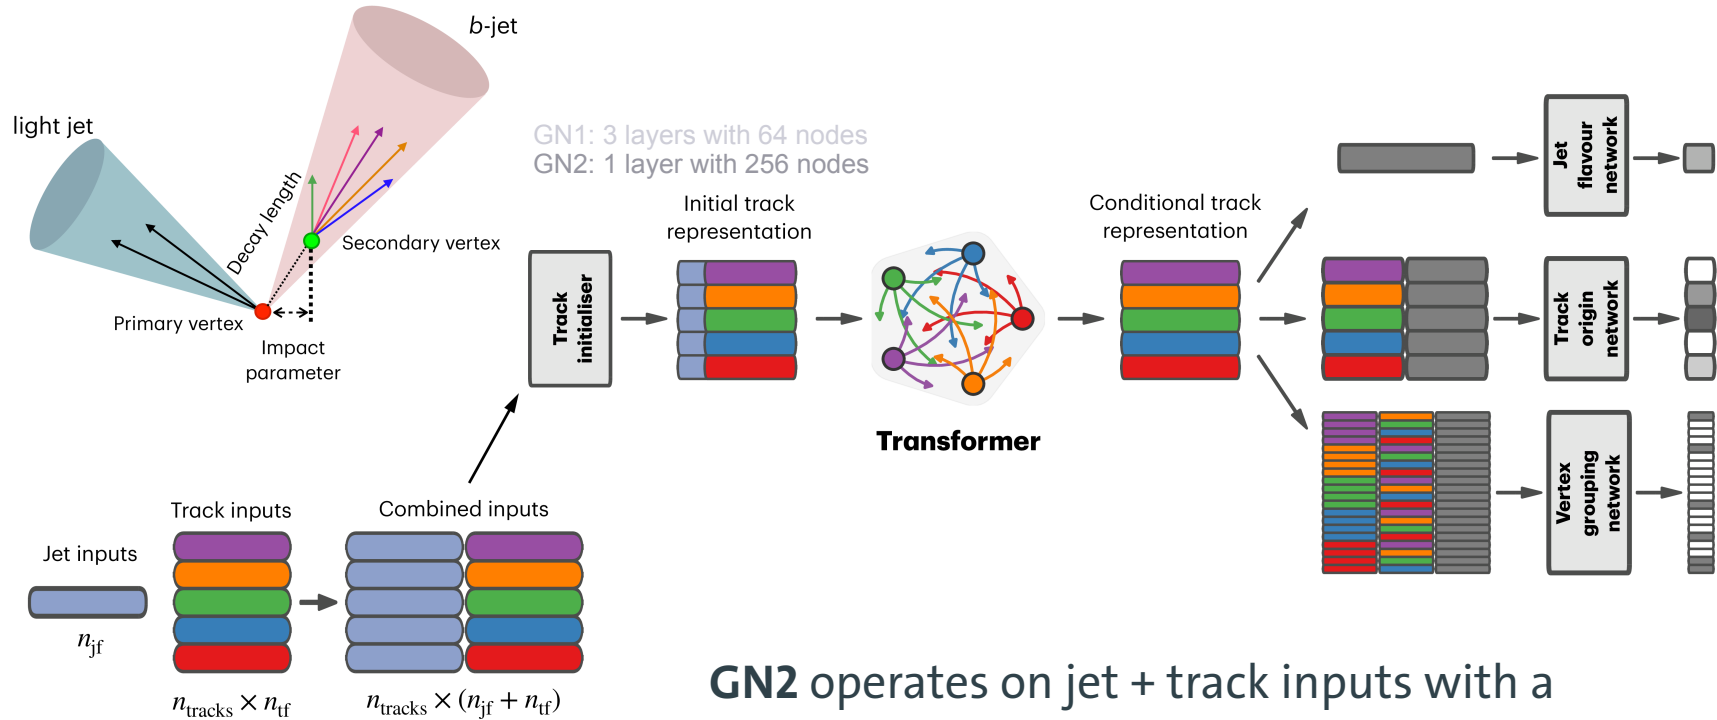 b-jet
light jet
Decay length
Secondary vertex
Primary vertex
Impact
parameter
GN1: 3 layers with 64 nodes
GN2: 1 layer with 256 nodes
Track
initialiser
Initial track
representation
Transformer
Conditional track
representation
Jet
flavour
network
Track
origin
network
Vertex
grouping
network
Jet inputs
n_jf
Track inputs
n_tracks × n_tf
Combined inputs
n_tracks × (n_jf + n_tf)
GN2 operates on jet + track inputs with a